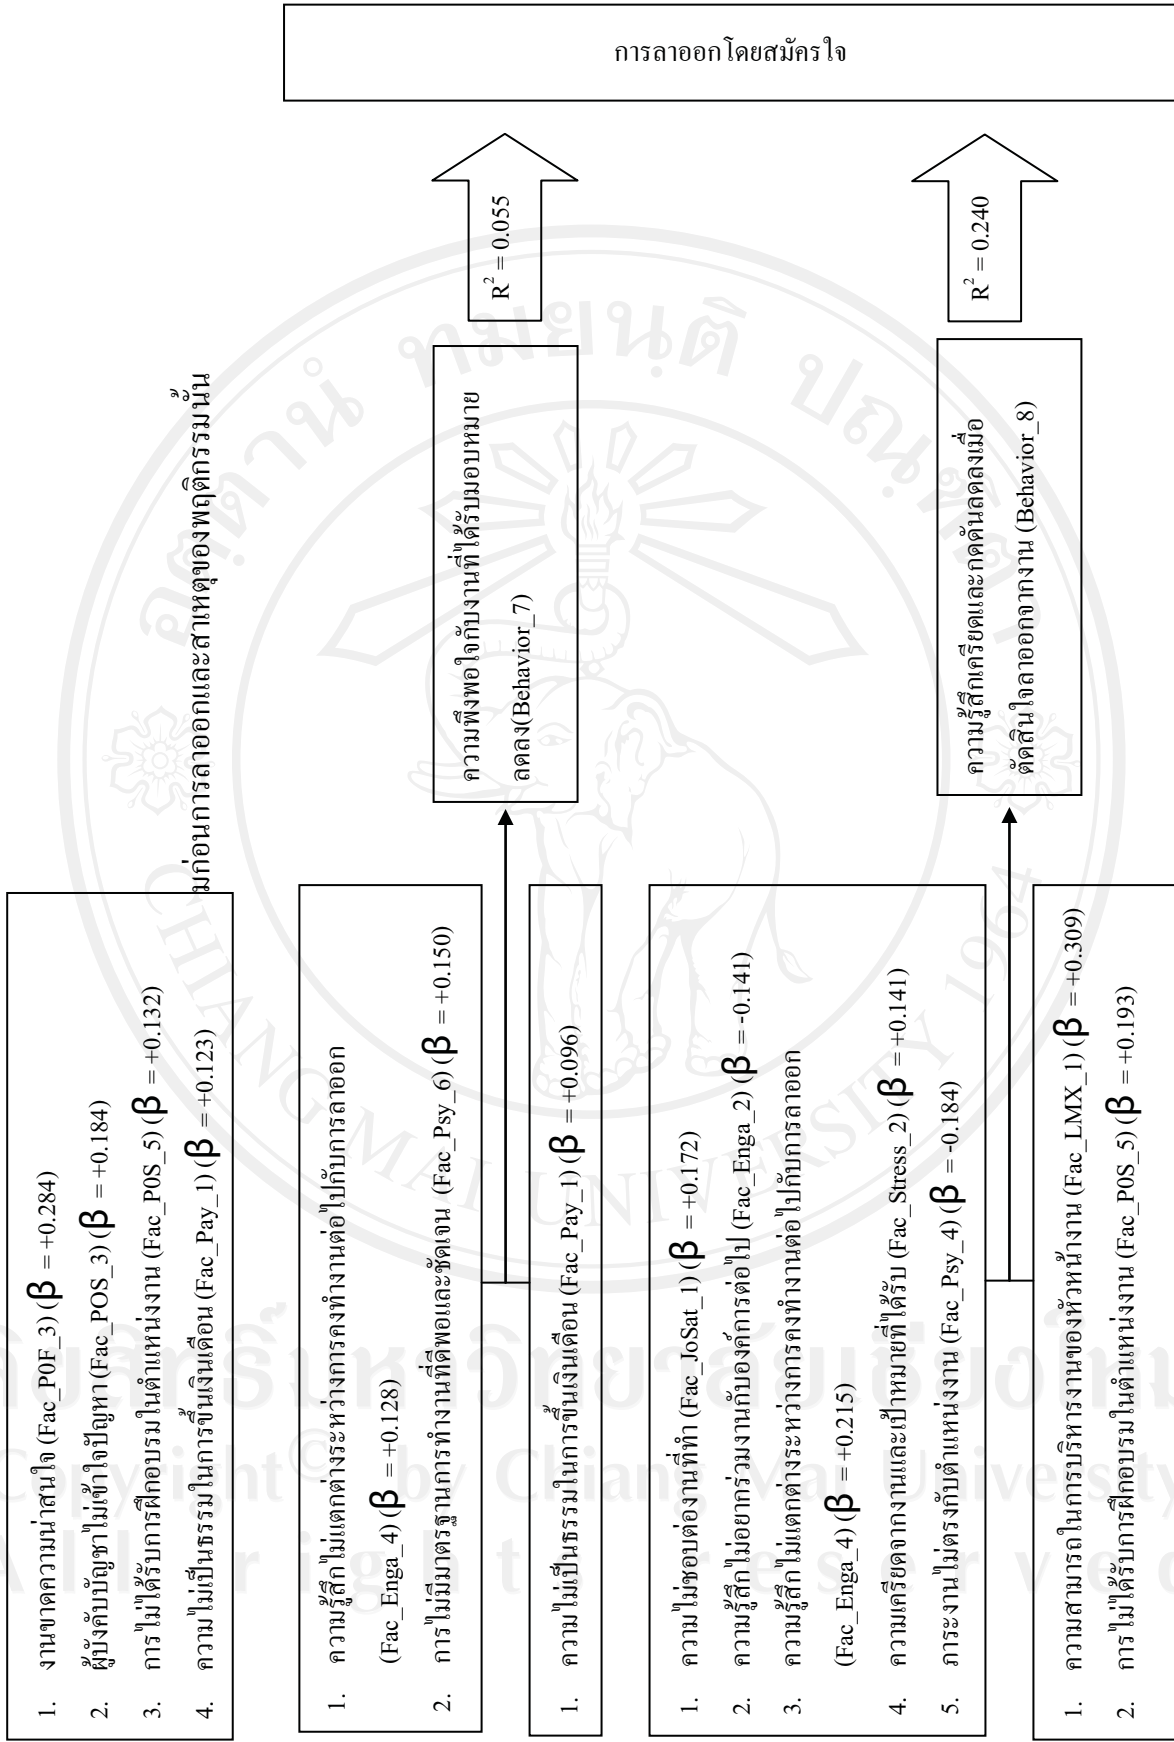 1. งานขาดความน่าสนใจ (Fac_P0F_3) (β = +0.284)
2. ผู้บังคับบัญชาไม่เข้าใจปัญหา (Fac_POS_3) (β = +0.184)
3. การไม่ได้รับการฝึกอบรมในตำแหน่งงาน (Fac_P0S_5) (β = +0.132)
4. ความไม่เป็นธรรมในการขึ้นเงินเดือน (Fac_Pay_1) (β = +0.123)
มก่อนการลาออกและสาเหตุของพฤติกรรมนั้น
1. ความรู้สึกไม่แตกต่างระหว่างการคงทำงานต่อไปกับการลาออก
(Fac_Enga_4) (β = +0.128)
2. การไม่มีมาตรฐานการทำงานที่ดีพอและชัดเจน (Fac_Psy_6) (β = +0.150)
1. ความไม่เป็นธรรมในการขึ้นเงินเดือน (Fac_Pay_1) (β = +0.096)
ความพึงพอใจกับงานที่ได้รับมอบหมาย
ลดลง(Behavior_7)
R² = 0.055
1. ความไม่ชอบต่องานที่ทำ (Fac_JoSat_1) (β = +0.172)
2. ความรู้สึกไม่อยากร่วมงานกับองค์การต่อไป (Fac_Enga_2) (β = -0.141)
3. ความรู้สึกไม่แตกต่างระหว่างการคงทำงานต่อไปกับการลาออก
(Fac_Enga_4) (β = +0.215)
4. ความเครียดจากงานและเป้าหมายที่ได้รับ (Fac_Stress_2) (β = +0.141)
5. ภาระงานไม่ตรงกับตำแหน่งงาน (Fac_Psy_4) (β = -0.184)
1. ความสามารถในการบริหารงานของหัวหน้างาน (Fac_LMX_1) (β = +0.309)
2. การไม่ได้รับการฝึกอบรมในตำแหน่งงาน (Fac_P0S_5) (β = +0.193)
ความรู้สึกเครียดและกดดันลดลงเมื่อ
ตัดสินใจลาออกจากงาน (Behavior_8)
R² = 0.240
การลาออกโดยสมัครใจ
CHIANG MAI UNIVERSITY 1964
Copyright© by Chiang Mai University
All rights reserved